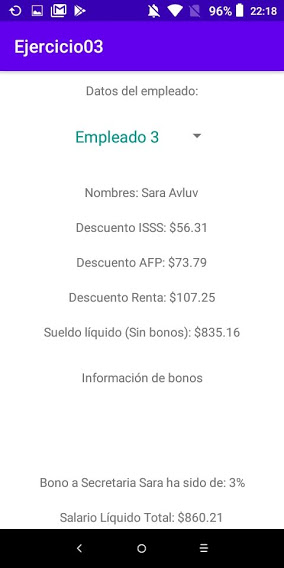 96% 22:18
Ejercicio03
Datos del empleado:
Empleado 3
Nombres: Sara Avluv
Descuento ISSS: $56.31
Descuento AFP: $73.79
Descuento Renta: $107.25
Sueldo líquido (Sin bonos): $835.16
Información de bonos
Bono a Secretaria Sara ha sido de: 3%
Salario Líquido Total: $860.21